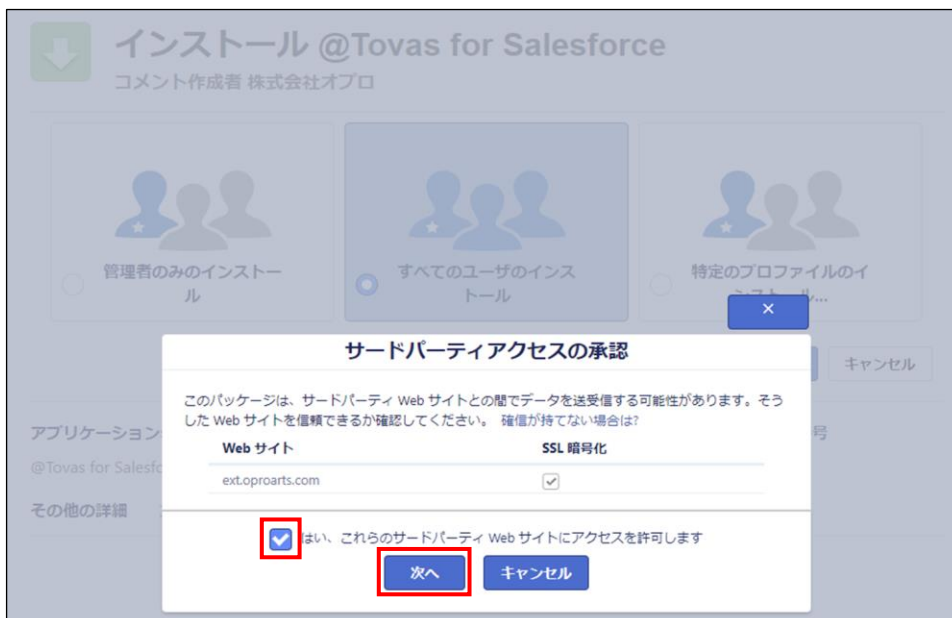 インストール @Tovas for Salesforce
コメント作成者 株式会社オプロ
管理者のみのインストー
ル
すべてのユーザのインス
トール
特定のプロファイルのイ
ンストール...
×
サードパーティアクセスの承認
キャンセル
このパッケージは、サードパーティ Web サイトとの間でデータを送受信する可能性があります。そう
した Web サイトを信頼できるか確認してください。 確信が持てない場合は?
アプリケーション
号
Web サイト
SSL 暗号化
@Tovas for Salesfo
ext.oproarts.com
その他の詳細
はい、これらのサードパーティ Web サイトにアクセスを許可します
次へ
キャンセル